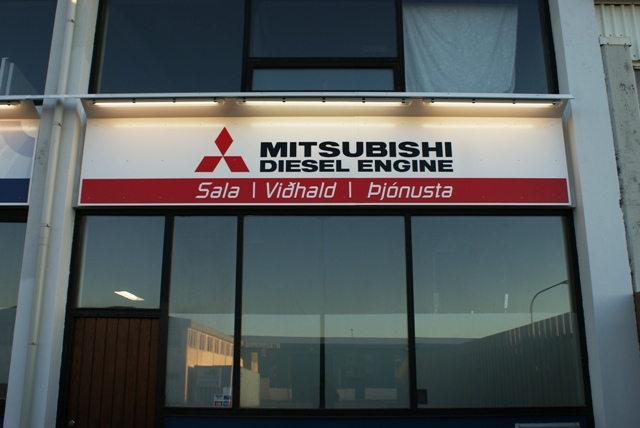 MITSUBISHI
DIESEL ENGINE
Sala | Viðhald | Þjónusta